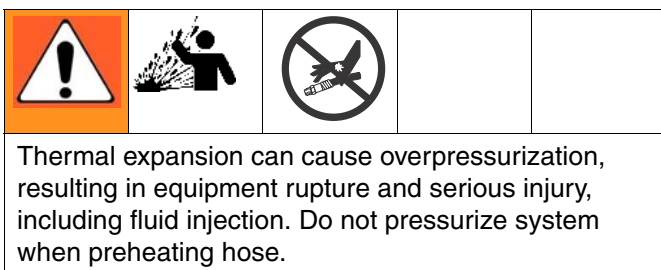 Thermal expansion can cause overpressurization,
resulting in equipment rupture and serious injury,
including fluid injection. Do not pressurize system
when preheating hose.